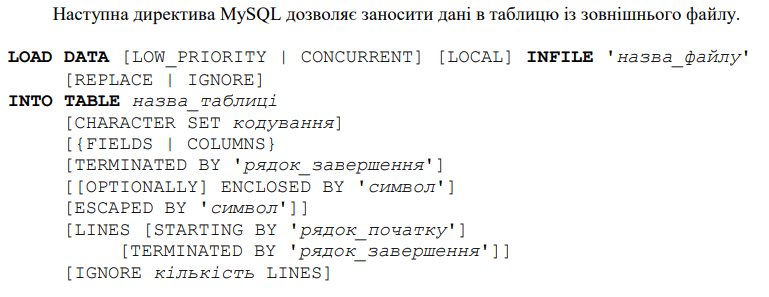 Наступна директива MySQL дозволяє заносити дані в таблицю із зовнішнього файлу.
LOAD DATA [LOW_PRIORITY | CONCURRENT] [LOCAL] INFILE 'назва_файлу'
[REPLACE | IGNORE]
INTO TABLE назва_таблиці
[CHARACTER SET кодування]
[{FIELDS | COLUMNS}
[TERMINATED BY 'рядок_завершення']
[[OPTIONALLY] ENCLOSED BY 'символ']
[ESCAPED BY 'символ']]
[LINES [STARTING BY 'рядок_початку']
[TERMINATED BY 'рядок_завершення']]
[IGNORE кількість LINES]